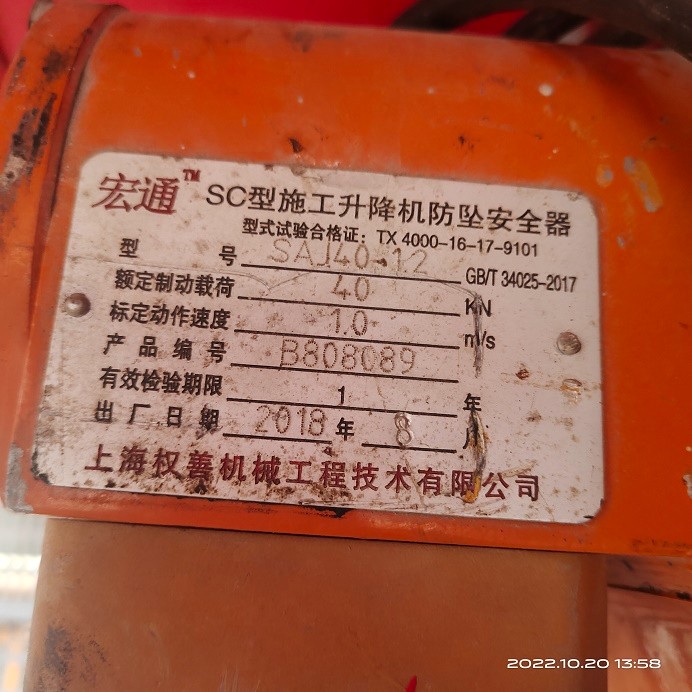 宏通™ SC型施工升降机防坠安全器
型式试验合格证：TX 4000-16-17-9101
型 号 SAJ40-1.2 GB/T 34025-2017
额定制动载荷 40 KN
标定动作速度 1.0 m/s
产品编号 B808089
有效检验期限 1 年
出厂日期 2018 年 8 月
上海权善机械工程技术有限公司
2022.10.20 13:58